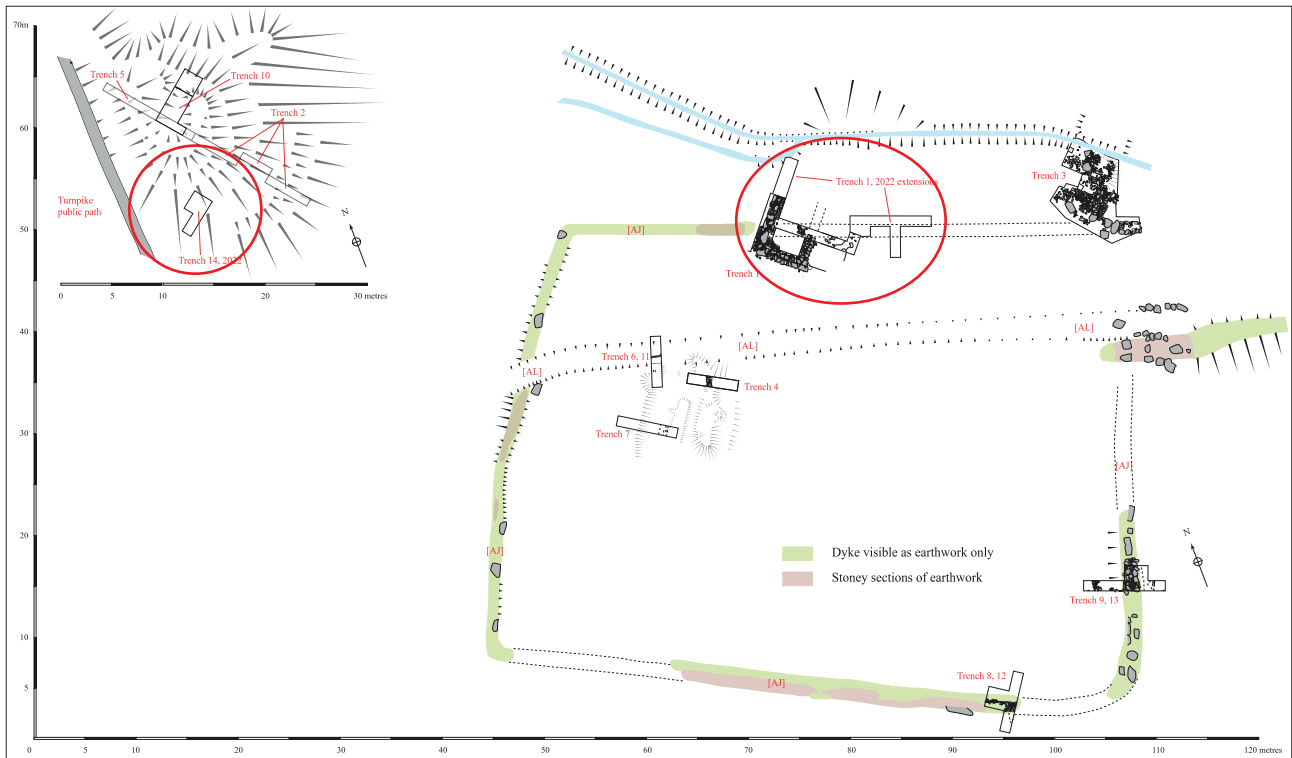 70m
60
50
40
30
20
10
5
Trench 5
Trench 10
Trench 2
Turnpike
public path
Trench 14, 2022
N
0 5 10 20 30 metres
Trench 1, 2022 extensions
Trench 3
[AJ]
Trench 1
[AL]
[AL]
Trench 6, 11
[AL]
Trench 4
Trench 7
[AJ]
N
[AJ]
Dyke visible as earthwork only
Stoney sections of earthwork
Trench 9, 13
Trench 8, 12
[AJ]
0 10 20 30 40 50 60 70 80 90 100 110 120 metres